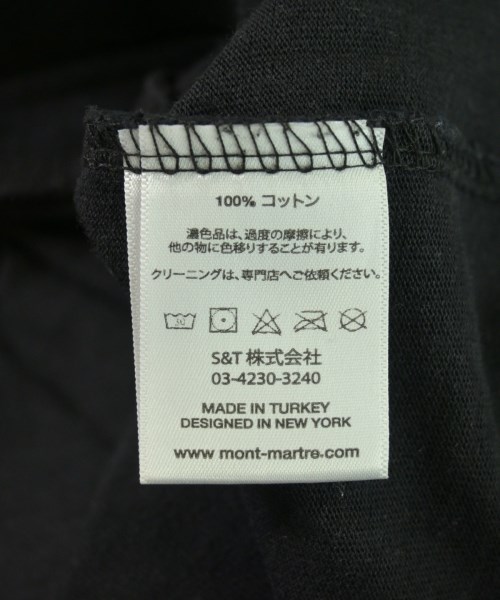 100% コットン
濃色品は、過度の摩擦により、
他の物に色移りすることが有ります。
クリーニングは、専門店へご依頼ください。
30
S&T 株式会社
03-4230-3240
MADE IN TURKEY
DESIGNED IN NEW YORK
www.mont-martre.com